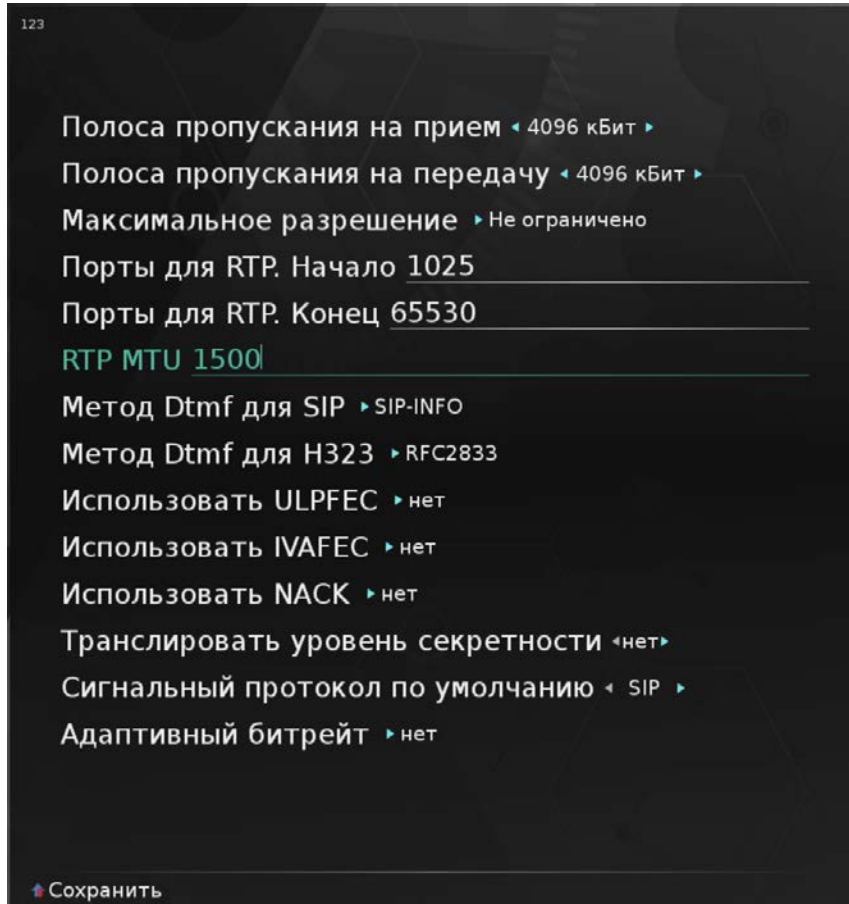 123
Полоса пропускания на прием 4096 кБит
Полоса пропускания на передачу 4096 кБит
Максимальное разрешение Не ограничено
Порты для RTP. Начало 1025
Порты для RTP. Конец 65530
RTP MTU 1500
Метод Dtmf для SIP SIP-INFO
Метод Dtmf для H323 RFC2833
Использовать ULPFEC нет
Использовать IVAFEC нет
Использовать NACK нет
Транслировать уровень секретности нет
Сигнальный протокол по умолчанию SIP
Адаптивный битрейт нет
Сохранить